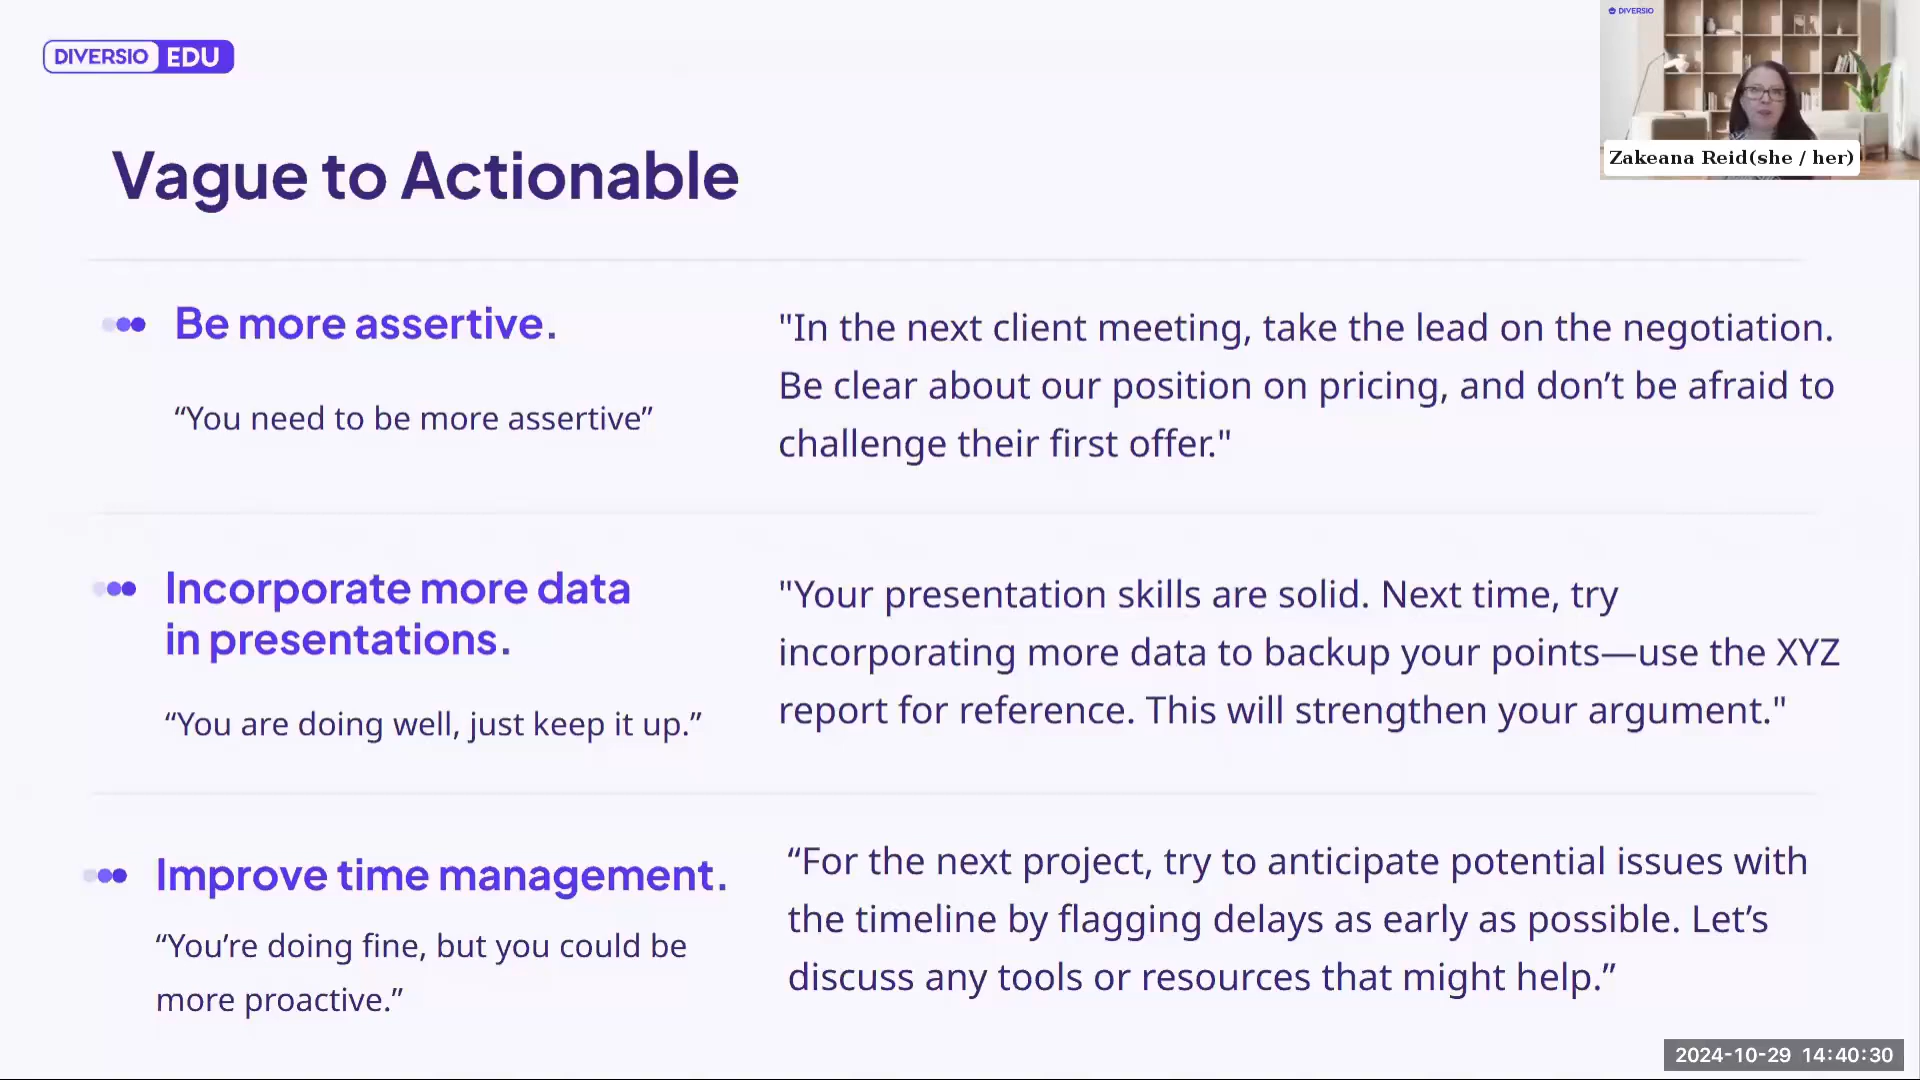 DIVERSIO EDU
DIVERSIO
Zakeana Reid(she / her)
Vague to Actionable
Be more assertive.
“You need to be more assertive”
"In the next client meeting, take the lead on the negotiation.
Be clear about our position on pricing, and don’t be afraid to
challenge their first offer."
Incorporate more data
in presentations.
“You are doing well, just keep it up.”
"Your presentation skills are solid. Next time, try
incorporating more data to backup your points—use the XYZ
report for reference. This will strengthen your argument."
Improve time management.
“You’re doing fine, but you could be
more proactive.”
“For the next project, try to anticipate potential issues with
the timeline by flagging delays as early as possible. Let’s
discuss any tools or resources that might help.”
2024-10-29 14:40:30